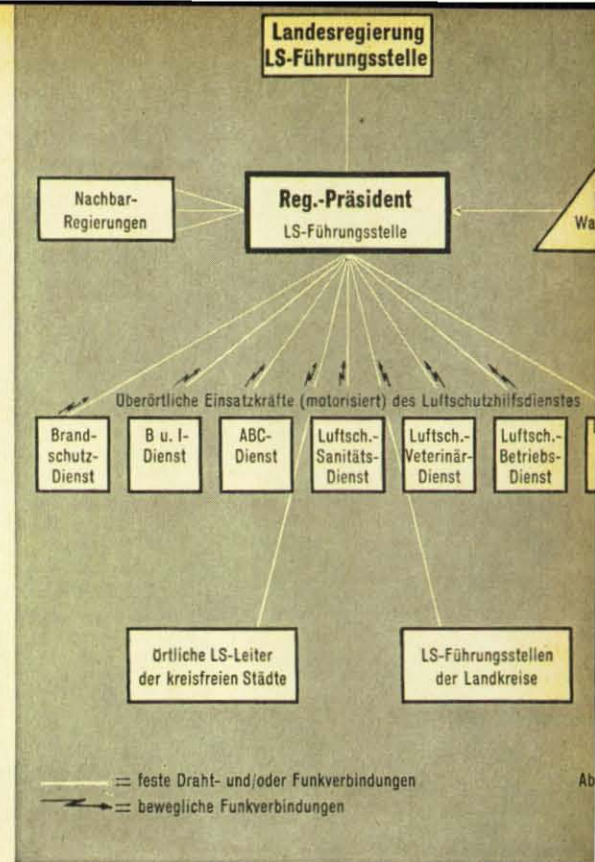 Landesregierung
LS-Führungsstelle
Nachbar-
Regierungen
Reg.-Präsident
LS-Führungsstelle
Wa
Überörtliche Einsatzkräfte (motorisiert) des Luftschutzhilfsdienstes
Brand-
schutz-
Dienst
B u. I-
Dienst
ABC-
Dienst
Luftsch.-
Sanitäts-
Dienst
Luftsch.-
Veterinär-
Dienst
Luftsch.-
Betriebs-
Dienst
Örtliche LS-Leiter
der kreisfreien Städte
LS-Führungsstellen
der Landkreise
= feste Draht- und/oder Funkverbindungen
= bewegliche Funkverbindungen
Ab